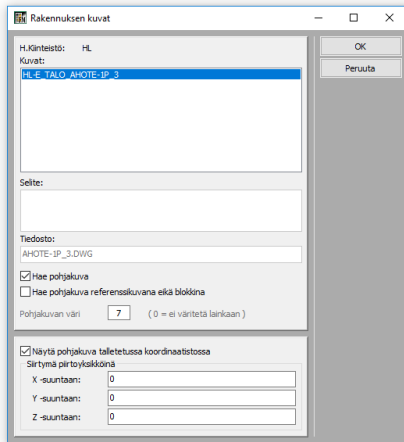 Rakennuksen kuvat
H.Kiinteistö: HL
Kuvat:
HL-E_TALO_AHOTE-1P_3
Selite:
Tiedosto:
AHOTE-1P_3.DWG
Hae pohjakuva
Hae pohjakuva referenssikuvana eikä blokkina
Pohjakuvan väri 7 ( 0 = ei väritetä lainkaan )
Näytä pohjakuva talletetussa koordinaatistossa
Siirtymä piirtoyksikköinä
X -suuntaan: 0
Y -suuntaan: 0
Z -suuntaan: 0
OK
Peruuta